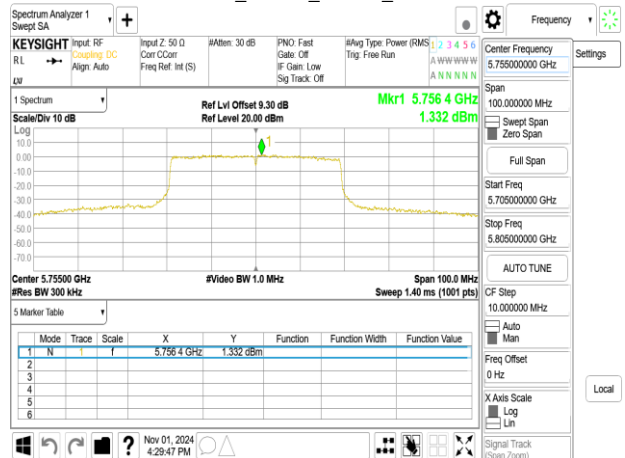 Spectrum Analyzer 1
Swept SA
+
Frequency
KEYSIGHT
RL
Input: RF
Coupling: DC
Align: Auto
Input Z: 50 Ω
Corr CCorr
Freq Ref: Int (S)
#Atten: 30 dB
PNO: Fast
Gate: Off
IF Gain: Low
Sig Track: Off
#Avg Type: Power (RMS
Trig: Free Run
1 2 3 4 5 6
A W W W W W
A N N N N N
Center Frequency
5.755000000 GHz
Settings
Span
100.000000 MHz
Swept Span
Zero Span
Full Span
Start Freq
5.705000000 GHz
Stop Freq
5.805000000 GHz
AUTO TUNE
CF Step
10.000000 MHz
Auto
Man
Freq Offset
0 Hz
X Axis Scale
Log
Lin
Signal Track
(Span Zoom)
Local
1 Spectrum
Scale/Div 10 dB
Ref Lvl Offset 9.30 dB
Ref Level 20.00 dBm
Mkr1 5.756 4 GHz
1.332 dBm
Log
10.0
0.00
-10.0
-20.0
-30.0
-40.0
-50.0
-60.0
-70.0
1
Center 5.75500 GHz
#Res BW 300 kHz
#Video BW 1.0 MHz
Span 100.0 MHz
Sweep 1.40 ms (1001 pts)
5 Marker Table
Mode Trace Scale X Y Function Function Width Function Value
1 N 1 f 5.756 4 GHz 1.332 dBm
2
3
4
5
6
?
Nov 01, 2024
4:29:47 PM